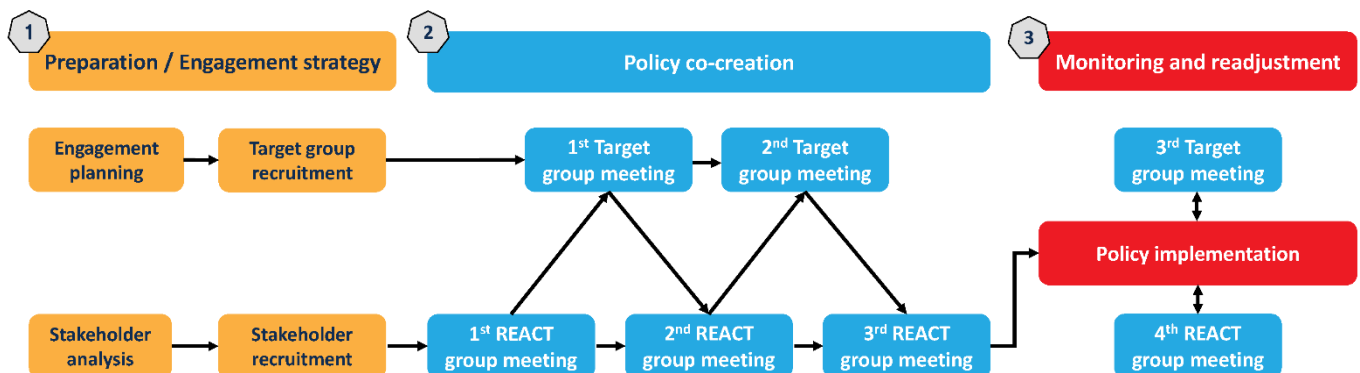 1
Preparation / Engagement strategy
2
Policy co-creation
3
Monitoring and readjustment
Engagement
planning
Target group
recruitment
1st Target
group meeting
2nd Target
group meeting
3rd Target
group meeting
Policy implementation
Stakeholder
analysis
Stakeholder
recruitment
1st REACT
group meeting
2nd REACT
group meeting
3rd REACT
group meeting
4th REACT
group meeting